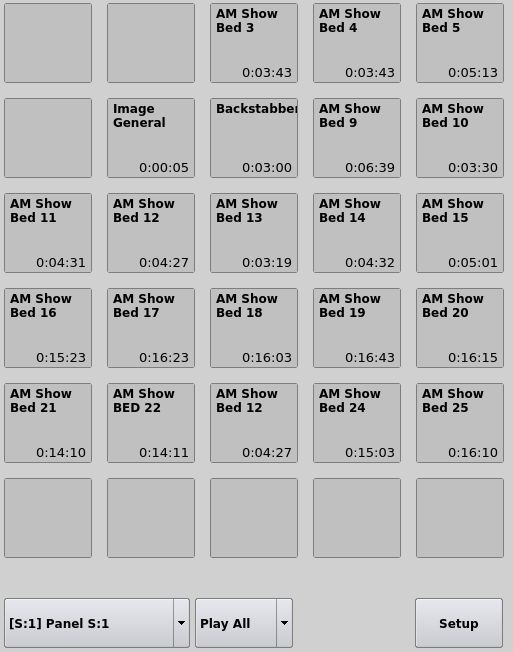 AM Show
Bed 3
0:03:43
AM Show
Bed 4
0:03:43
AM Show
Bed 5
0:05:13
Image
General
0:00:05
Backstabber
0:03:00
AM Show
Bed 9
0:06:39
AM Show
Bed 10
0:03:30
AM Show
Bed 11
0:04:31
AM Show
Bed 12
0:04:27
AM Show
Bed 13
0:03:19
AM Show
Bed 14
0:04:32
AM Show
Bed 15
0:05:01
AM Show
Bed 16
0:15:23
AM Show
Bed 17
0:16:23
AM Show
Bed 18
0:16:03
AM Show
Bed 19
0:16:43
AM Show
Bed 20
0:16:15
AM Show
Bed 21
0:14:10
AM Show
BED 22
0:14:11
AM Show
Bed 12
0:04:27
AM Show
Bed 24
0:15:03
AM Show
Bed 25
0:16:10
[S:1] Panel S:1
Play All
Setup